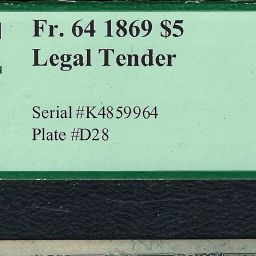 Fr. 64 1869 $5
Legal Tender
Serial #K4859964
Plate #D28